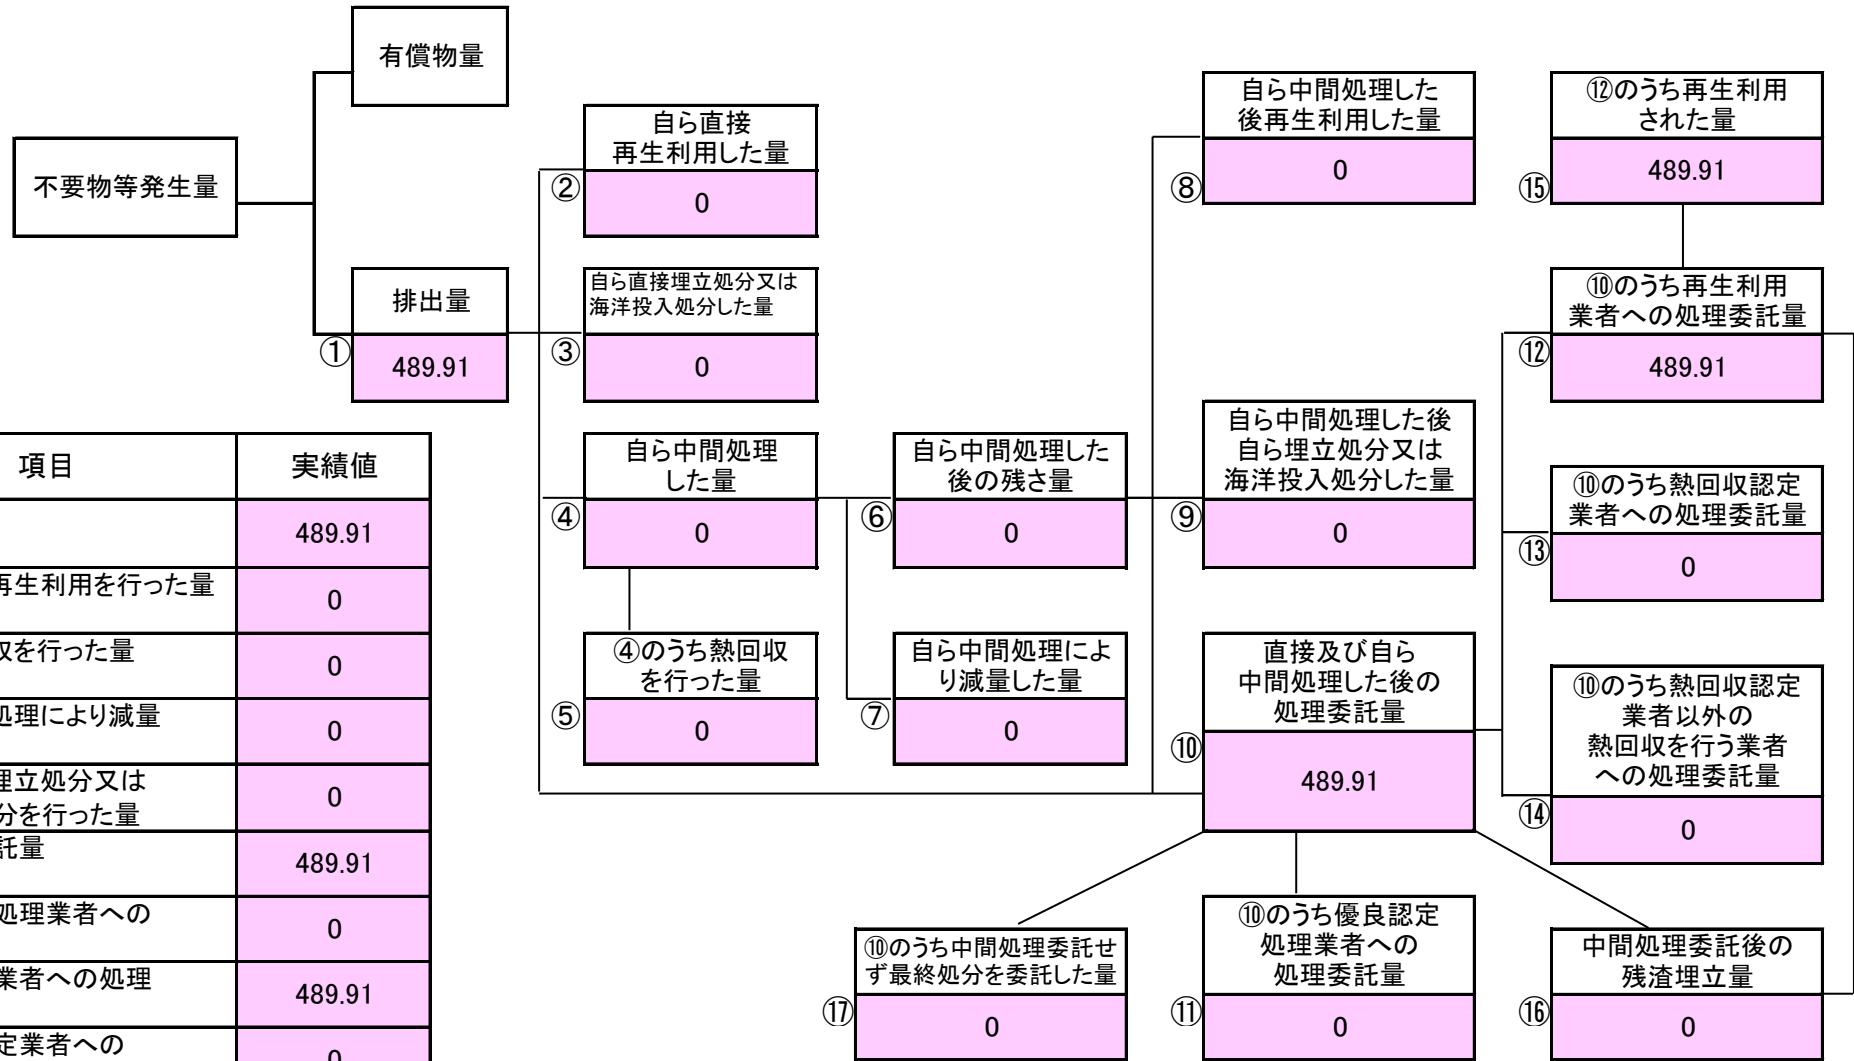 有償物量
不要物等発生量
排出量
①
489.91
自ら直接
再生利用した量
②
0
自ら直接埋立処分又は
海洋投入処分した量
③
0
自ら中間処理
した量
④
0
④のうち熱回収
を行った量
⑤
0
自ら中間処理した
後の残さ量
⑥
0
自ら中間処理によ
り減量した量
⑦
0
自ら中間処理した
後再生利用した量
⑧
0
自ら中間処理した後
自ら埋立処分又は
海洋投入処分した量
⑨
0
直接及び自ら
中間処理した後の
処理委託量
⑩
489.91
⑫のうち再生利用
された量
⑮
489.91
⑩のうち再生利用
業者への処理委託量
⑫
489.91
⑩のうち熱回収認定
業者への処理委託量
⑬
0
⑩のうち熱回収認定
業者以外の
熱回収を行う業者
への処理委託量
⑭
0
⑩のうち中間処理委託せ
ず最終処分を委託した量
⑰
0
⑩のうち優良認定
処理業者への
処理委託量
⑪
0
中間処理委託後の
残渣埋立量
⑯
0
項目 実績値
489.91
再生利用を行った量 0
を行った量 0
処理により減量 0
埋立処分又は
分を行った量 0
託量 489.91
処理業者への 0
業者への処理 489.91
定業者への 0